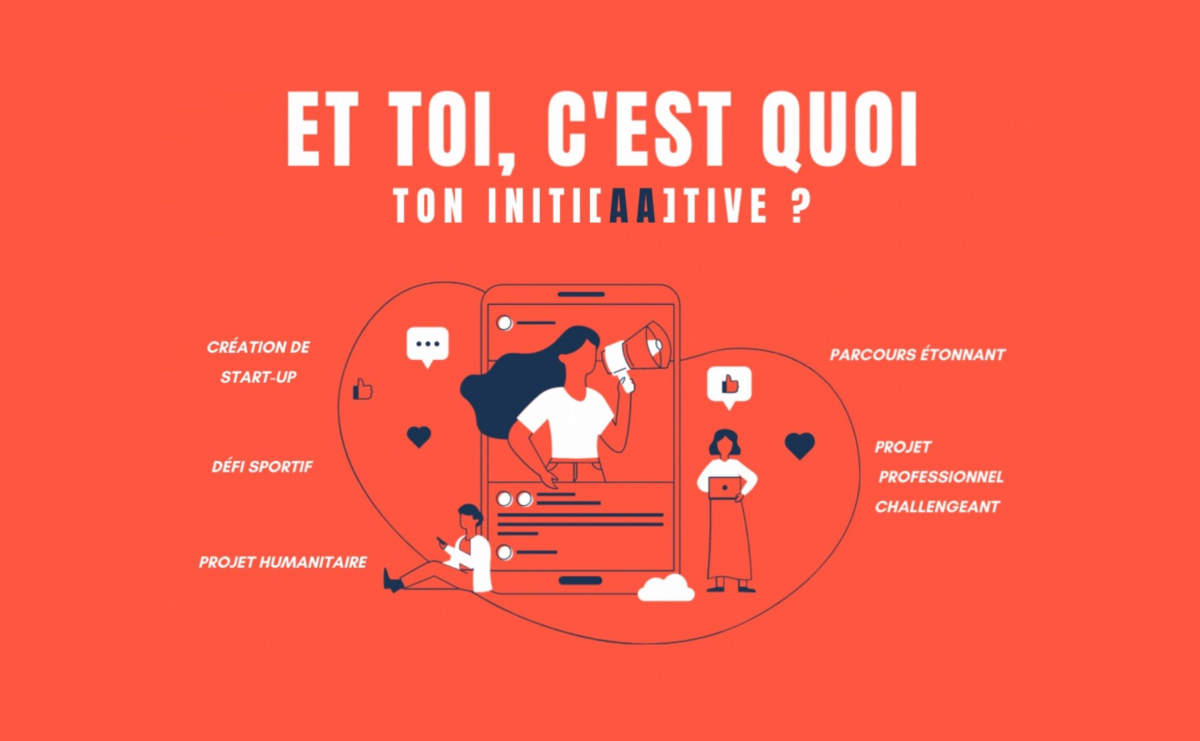 ET TOI, C'EST QUOI
TON INITI[AA]TIVE ?
CRÉATION DE
START-UP
DÉFI SPORTIF
PROJET HUMANITAIRE
PARCOURS ÉTONNANT
PROJET
PROFESSIONNEL
CHALLENGEANT